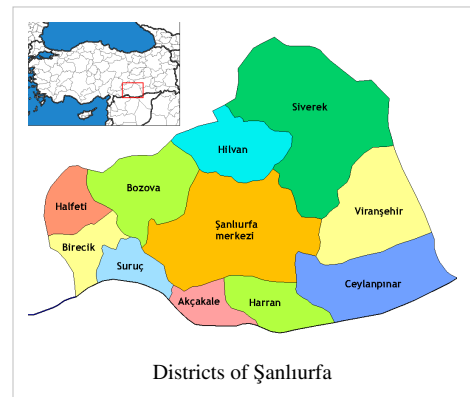 Siverek
Hilvan
Bozova
Halfeti
Viranşehir
Şanlıurfa
merkezi
Birecik
Suruç
Ceylanpınar
Akçakale
Harran
Districts of Şanlıurfa